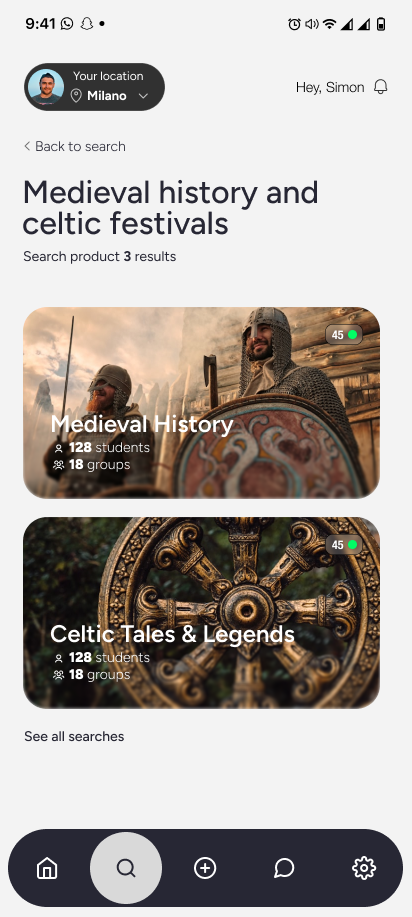 9:41
Your location
Milano
Hey, Simon
Back to search
Medieval history and
celtic festivals
Search product 3 results
45
Medieval History
128 students
18 groups
45
Celtic Tales & Legends
128 students
18 groups
See all searches